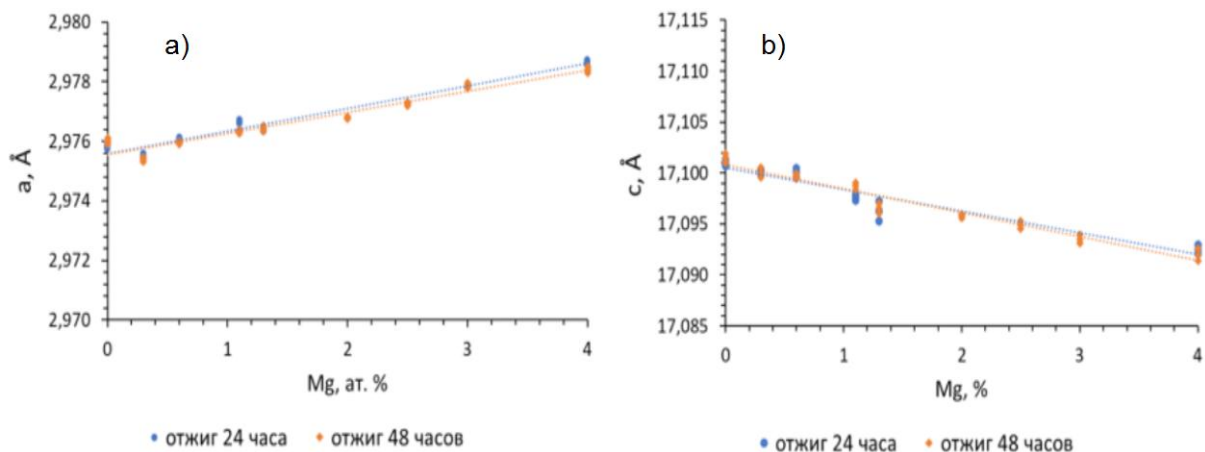 a)
2,980
2,978
2,976
2,974
2,972
2,970
a, Å
0 1 2 3 4
Mg, ат. %
отжиг 24 часа отжиг 48 часов
b)
17,115
17,110
17,105
17,100
17,095
17,090
17,085
c, Å
0 1 2 3 4
Mg, %
отжиг 24 часа отжиг 48 часов